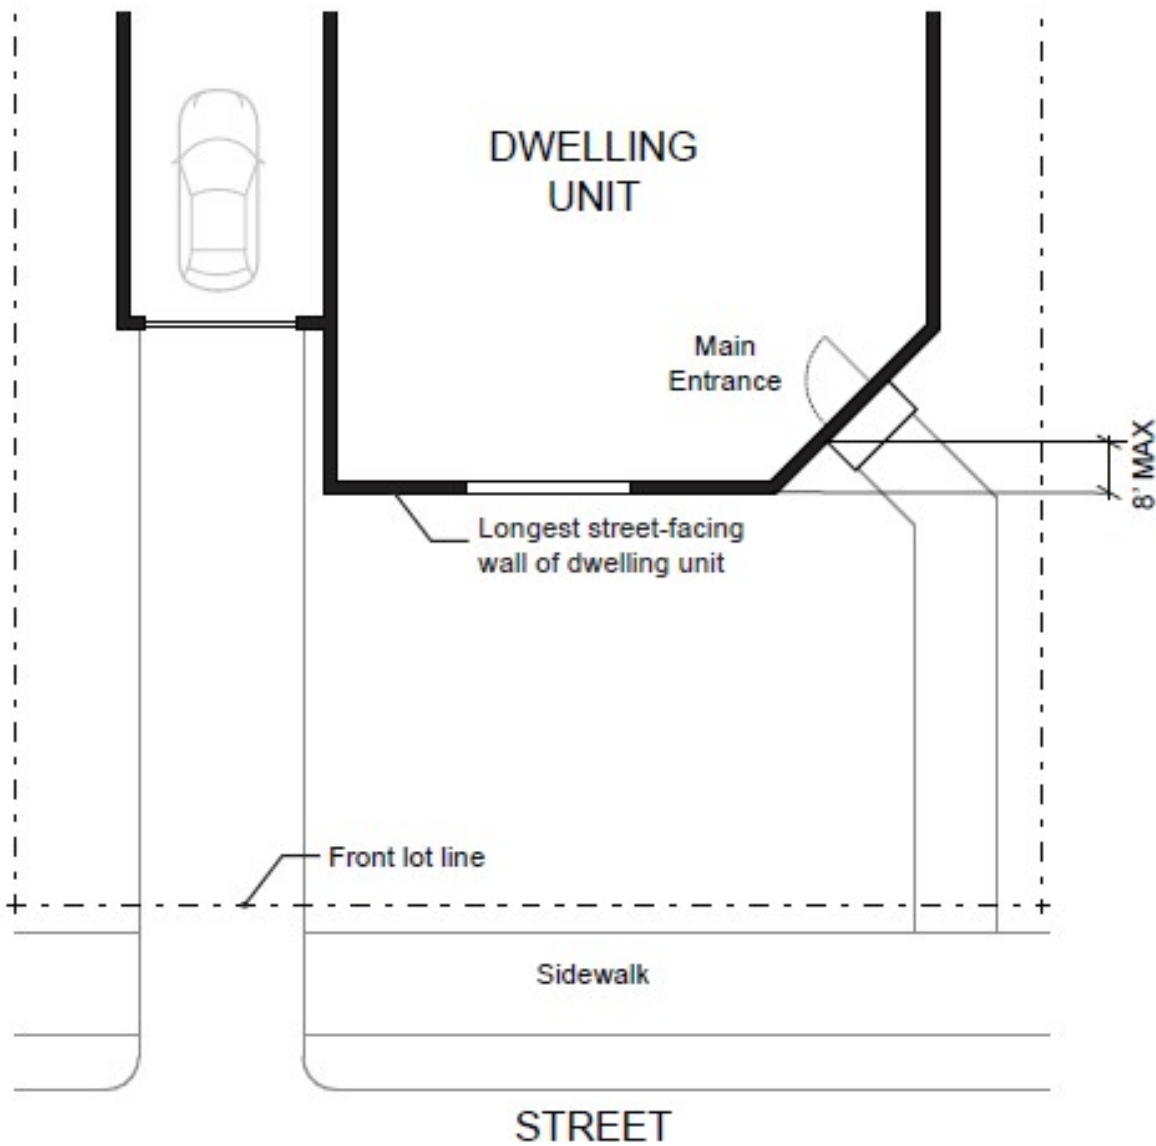 DWELLING
UNIT
Main
Entrance
8' MAX
Longest street-facing
wall of dwelling unit
Front lot line
Sidewalk
STREET